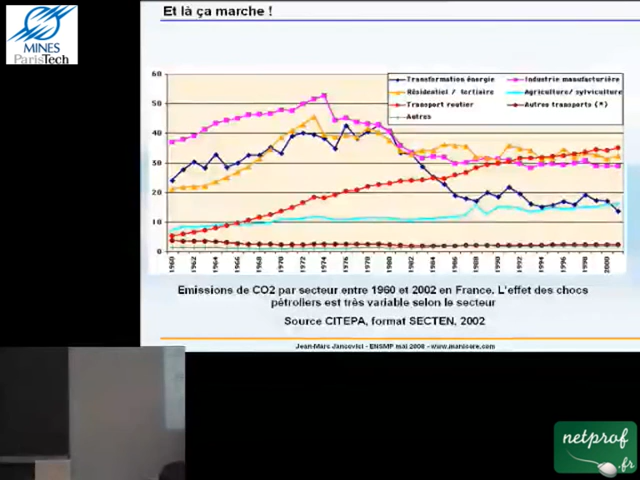 MINES
ParisTech
Et là ça marche !
60
50
40
30
20
10
0
Transformation énergie
Industrie manufacturière
Résidentiel / tertiaire
Agriculture/ sylviculture
Transport routier
Autres transports (*)
Autres
1960
1962
1964
1966
1968
1970
1972
1974
1976
1978
1980
1982
1984
1986
1988
1990
1992
1994
1996
1998
2000
Emissions de CO2 par secteur entre 1960 et 2002 en France. L'effet des chocs
pétroliers est très variable selon le secteur
Source CITEPA, format SECTEN, 2002
Jean-Marc Jancovici - ENSMP mai 2008 - www.manicore.com
netprof
.fr